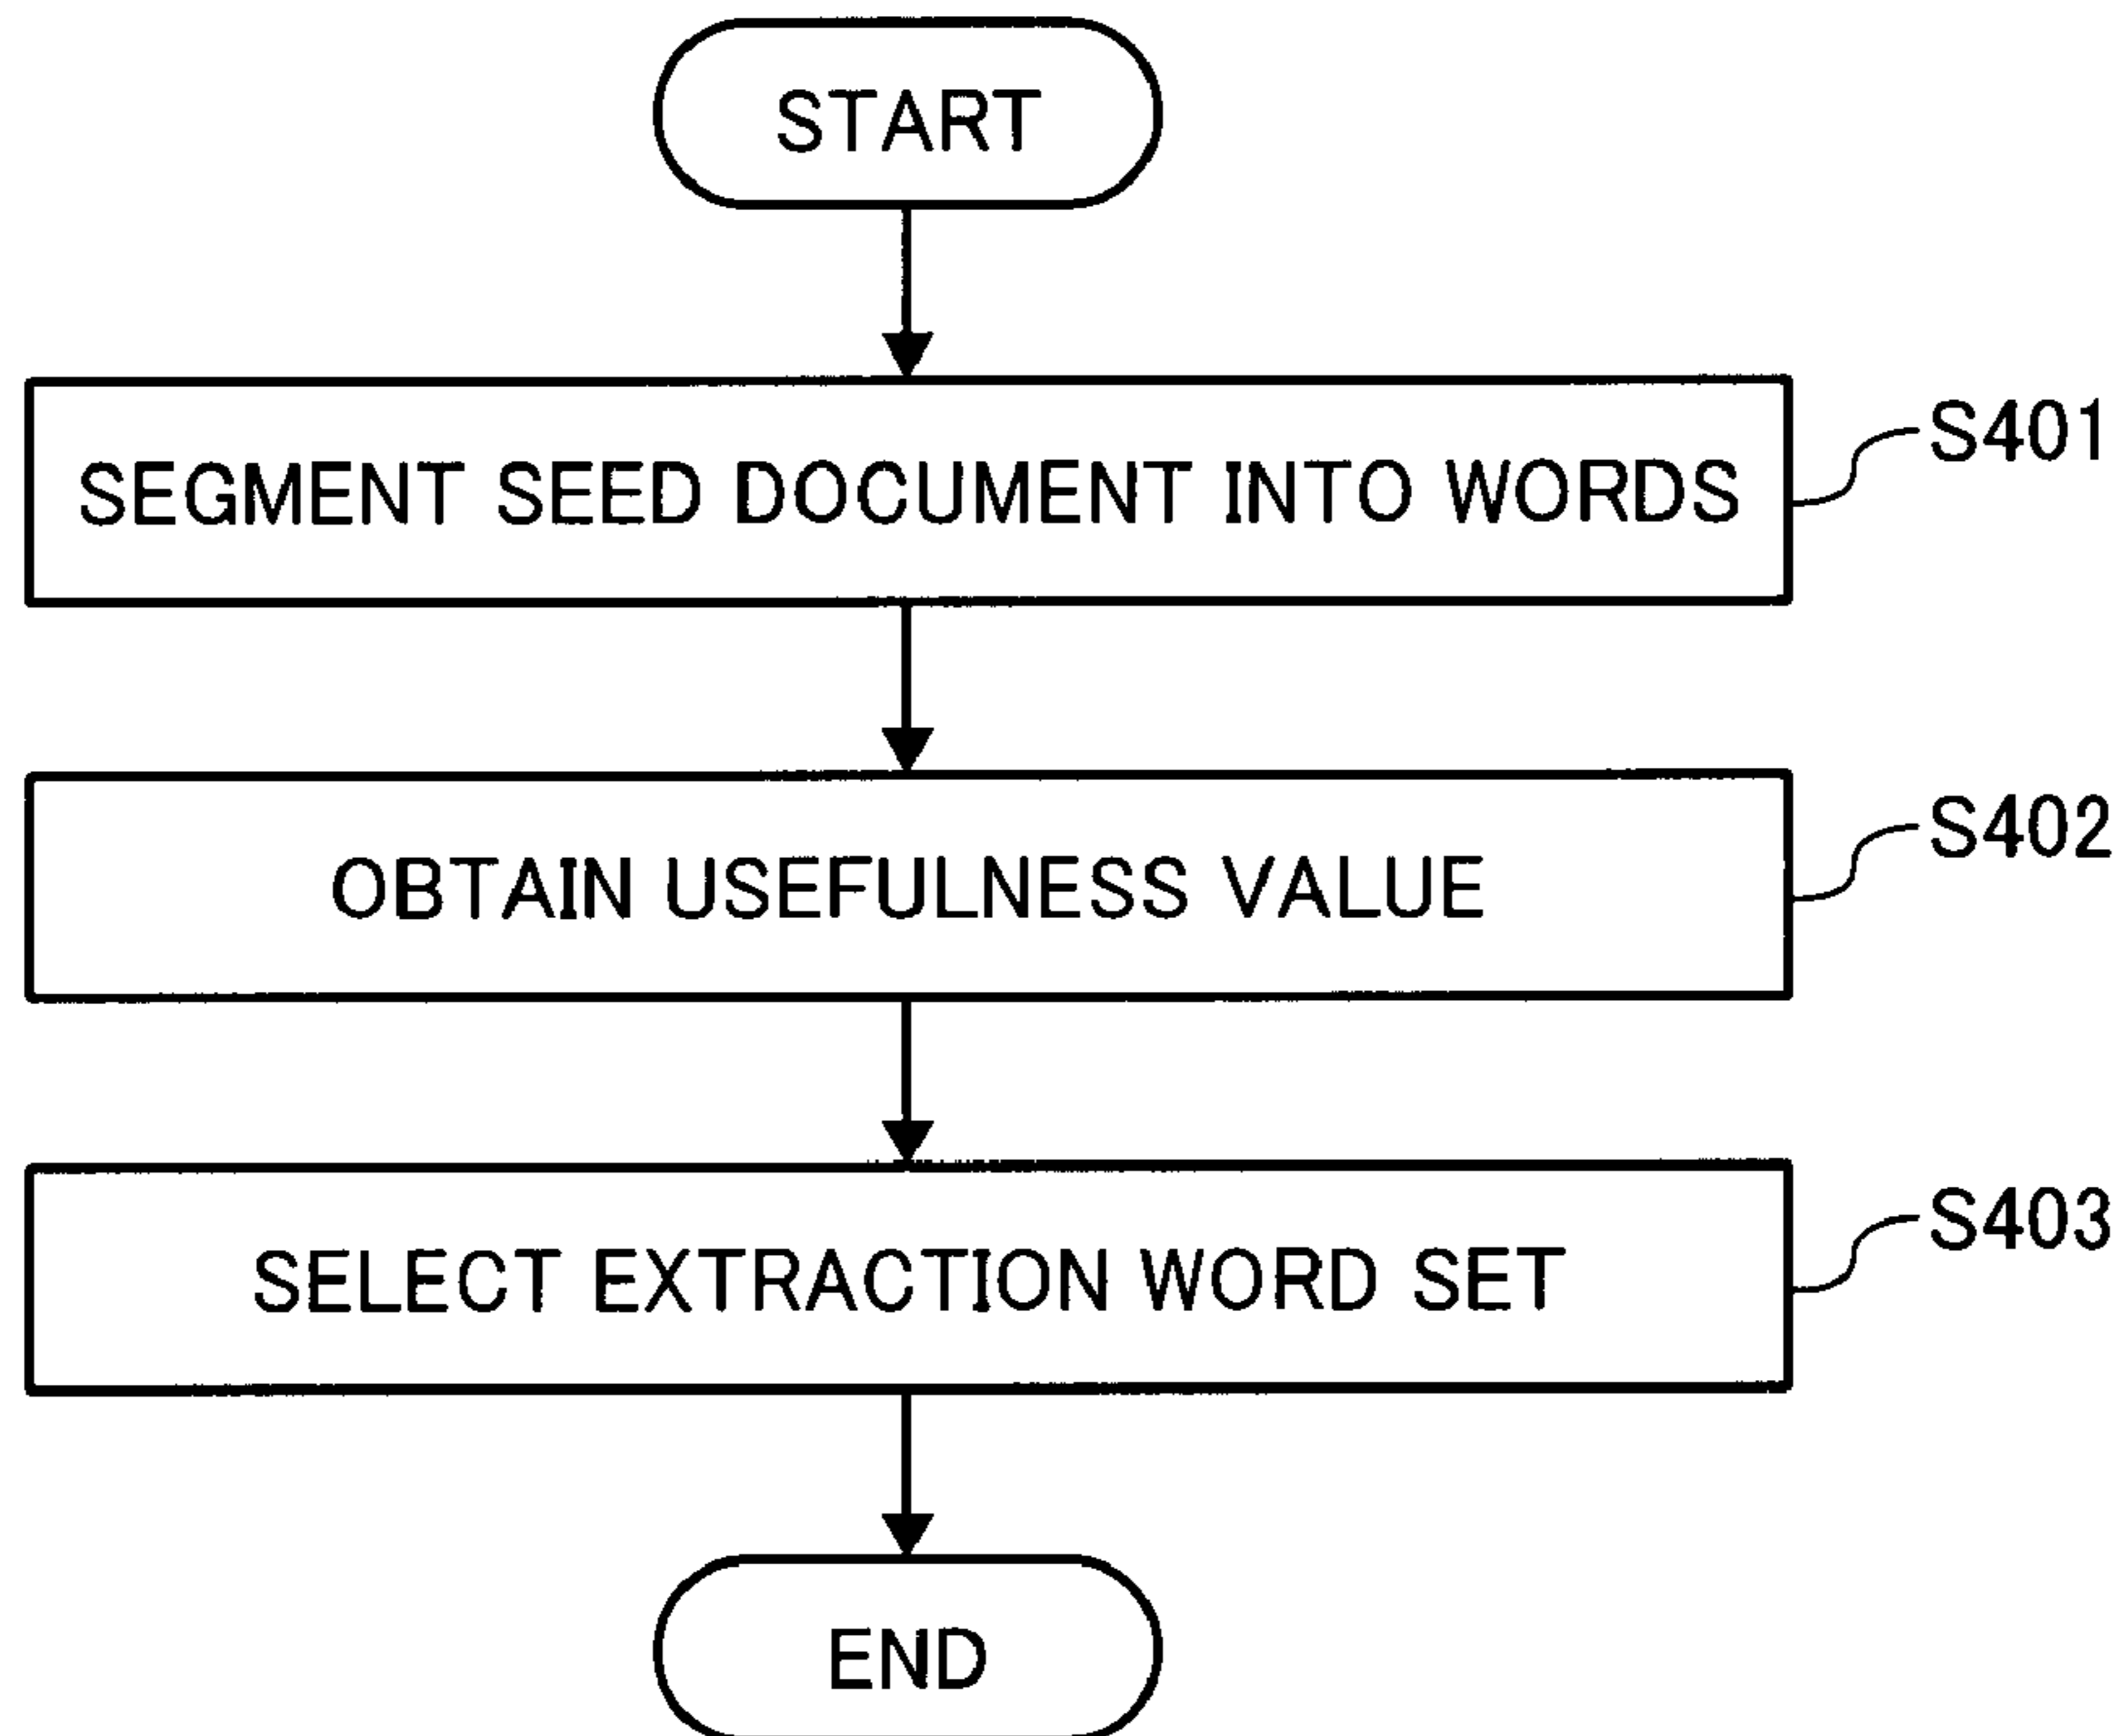 START
SEGMENT SEED DOCUMENT INTO WORDS
S401
OBTAIN USEFULNESS VALUE
S402
SELECT EXTRACTION WORD SET
S403
END